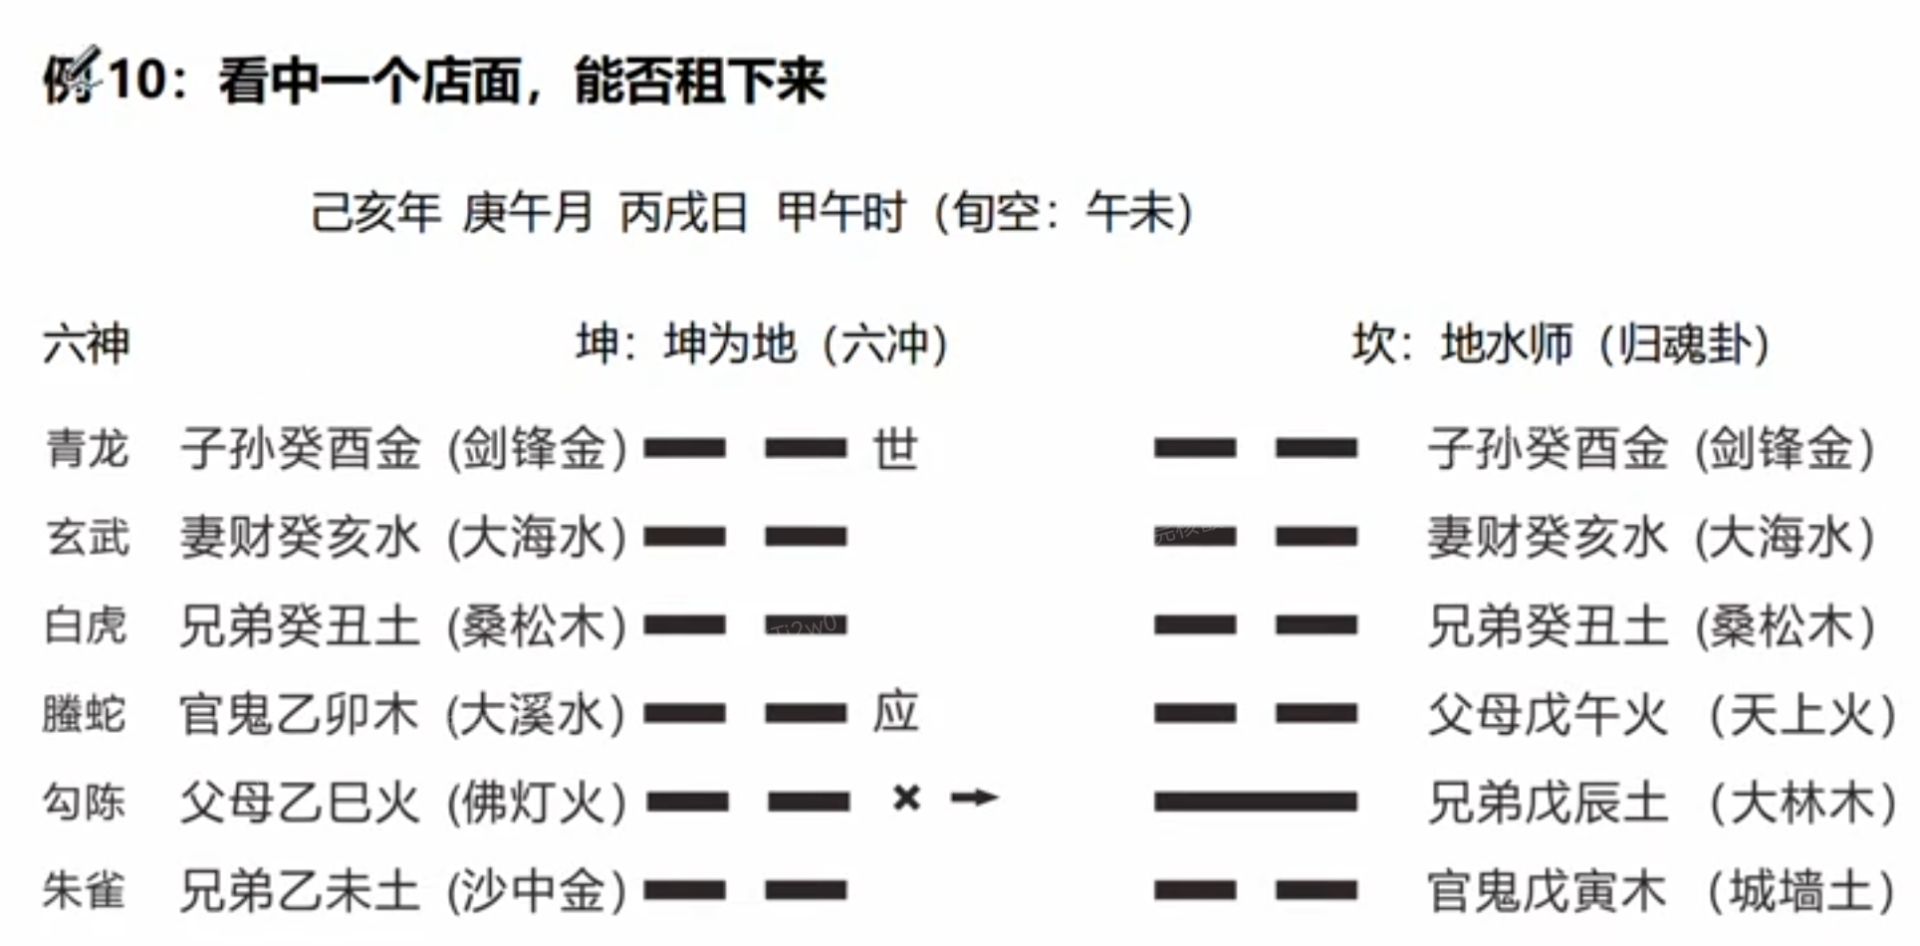 例10：看中一个店面，能否租下来
己亥年 庚午月 丙戌日 甲午时（旬空：午未）
六神 坤：坤为地（六冲） 坎：地水师（归魂卦）
青龙 子孙癸酉金（剑锋金） 世 子孙癸酉金（剑锋金）
玄武 妻财癸亥水（大海水） 妻财癸亥水（大海水）
白虎 兄弟癸丑土（桑松木） 兄弟癸丑土（桑松木）
螣蛇 官鬼乙卯木（大溪水） 应 父母戊午火（天上火）
勾陈 父母乙巳火（佛灯火） × → 兄弟戊辰土（大林木）
朱雀 兄弟乙未土（沙中金） 官鬼戊寅木（城墙土）